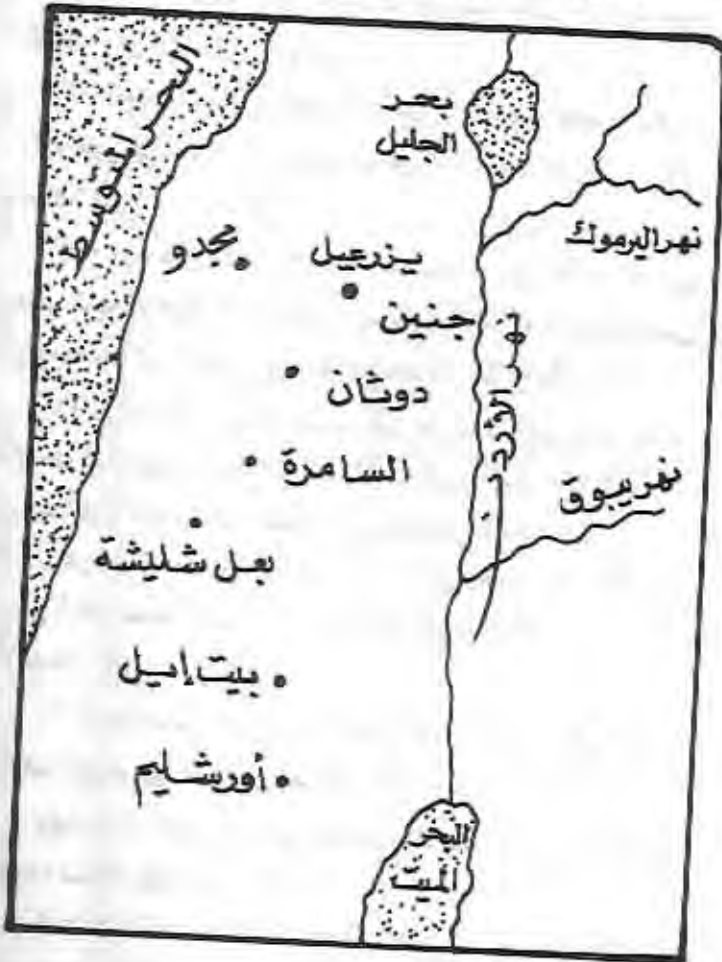 البحر المتوسط
بحر
الجليل
نهر اليرموك
مجدو
يزرعيل
جنين
نهر الأردن
دوثان
السامرة
نهر يبوق
بعل شليشة
بيت إيل
أورشليم
البحر
الميت